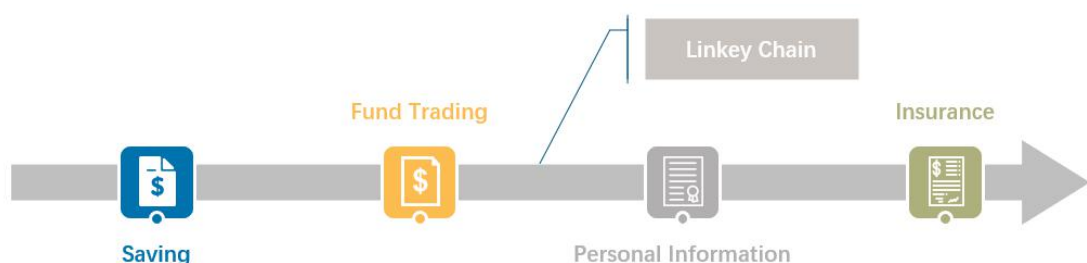 Linkey Chain
Fund Trading
Insurance
$
$
$
Saving
Personal Information